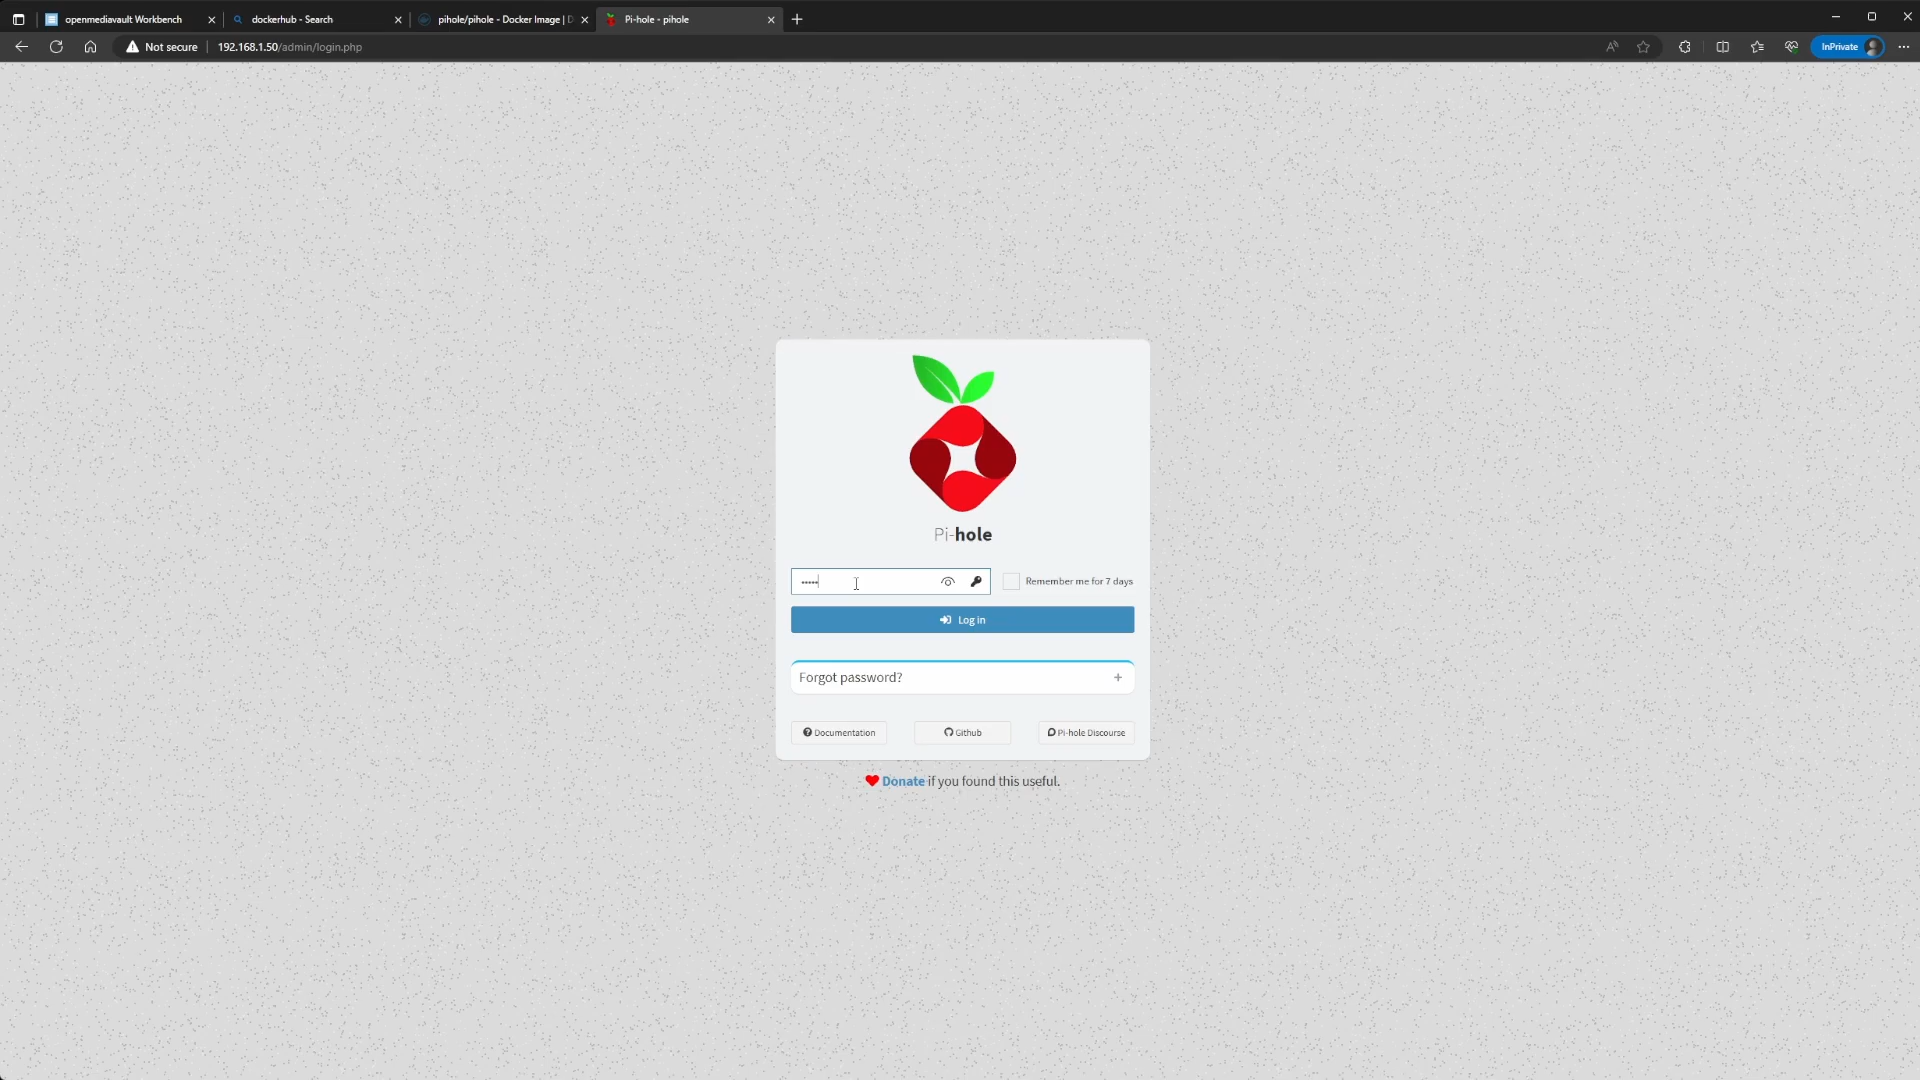 openmediavault Workbench
dockerhub - Search
pihole/pihole - Docker Image | D
Pi-hole - pihole
Not secure
192.168.1.50/admin/login.php
InPrivate
Pi-hole
•••••
Remember me for 7 days
Log in
Forgot password?
Documentation
Github
Pi-hole Discourse
Donate if you found this useful.